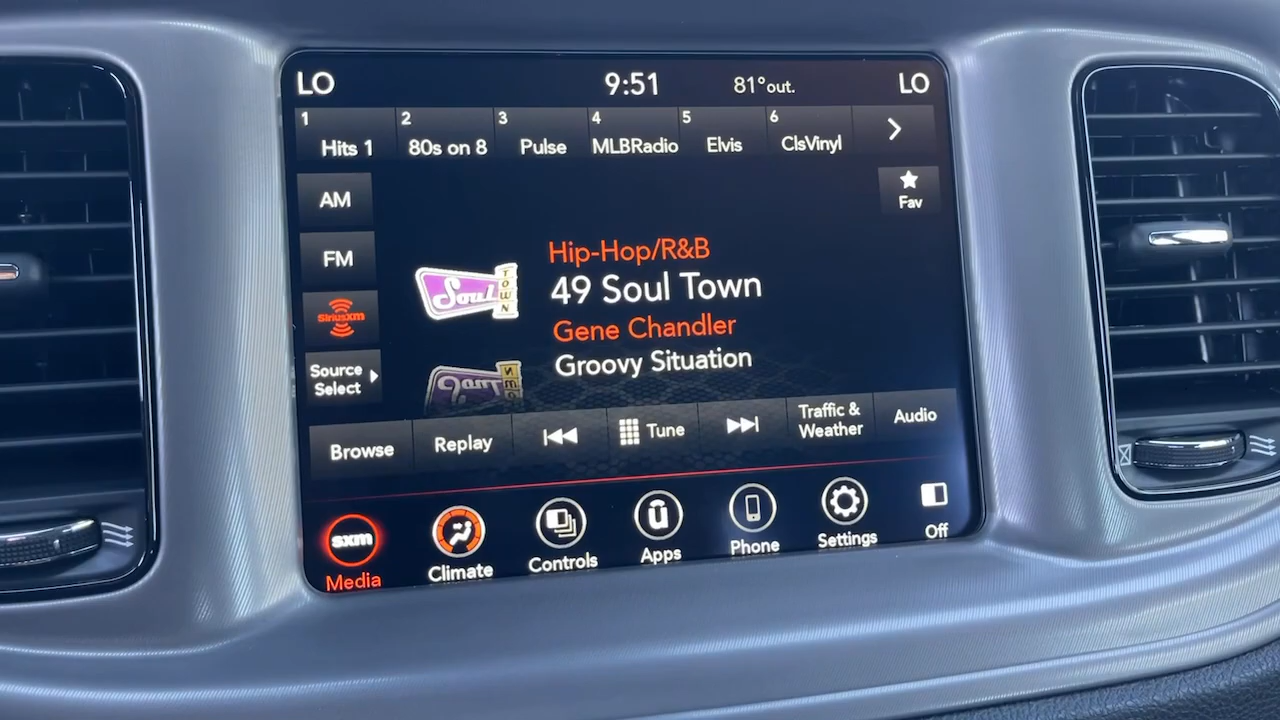 LO 9:51 81°out. LO
1 2 3 4 5 6
Hits 1 80s on 8 Pulse MLBRadio Elvis ClsVinyl
AM
Fav
FM
Hip-Hop/R&B
Soul TOWN
49 Soul Town
SIRIUSXM
Gene Chandler
Groovy Situation
Source
Select
Browse Replay Tune Traffic & Audio
Weather
sxm
Media Climate Controls Apps Phone Settings Off